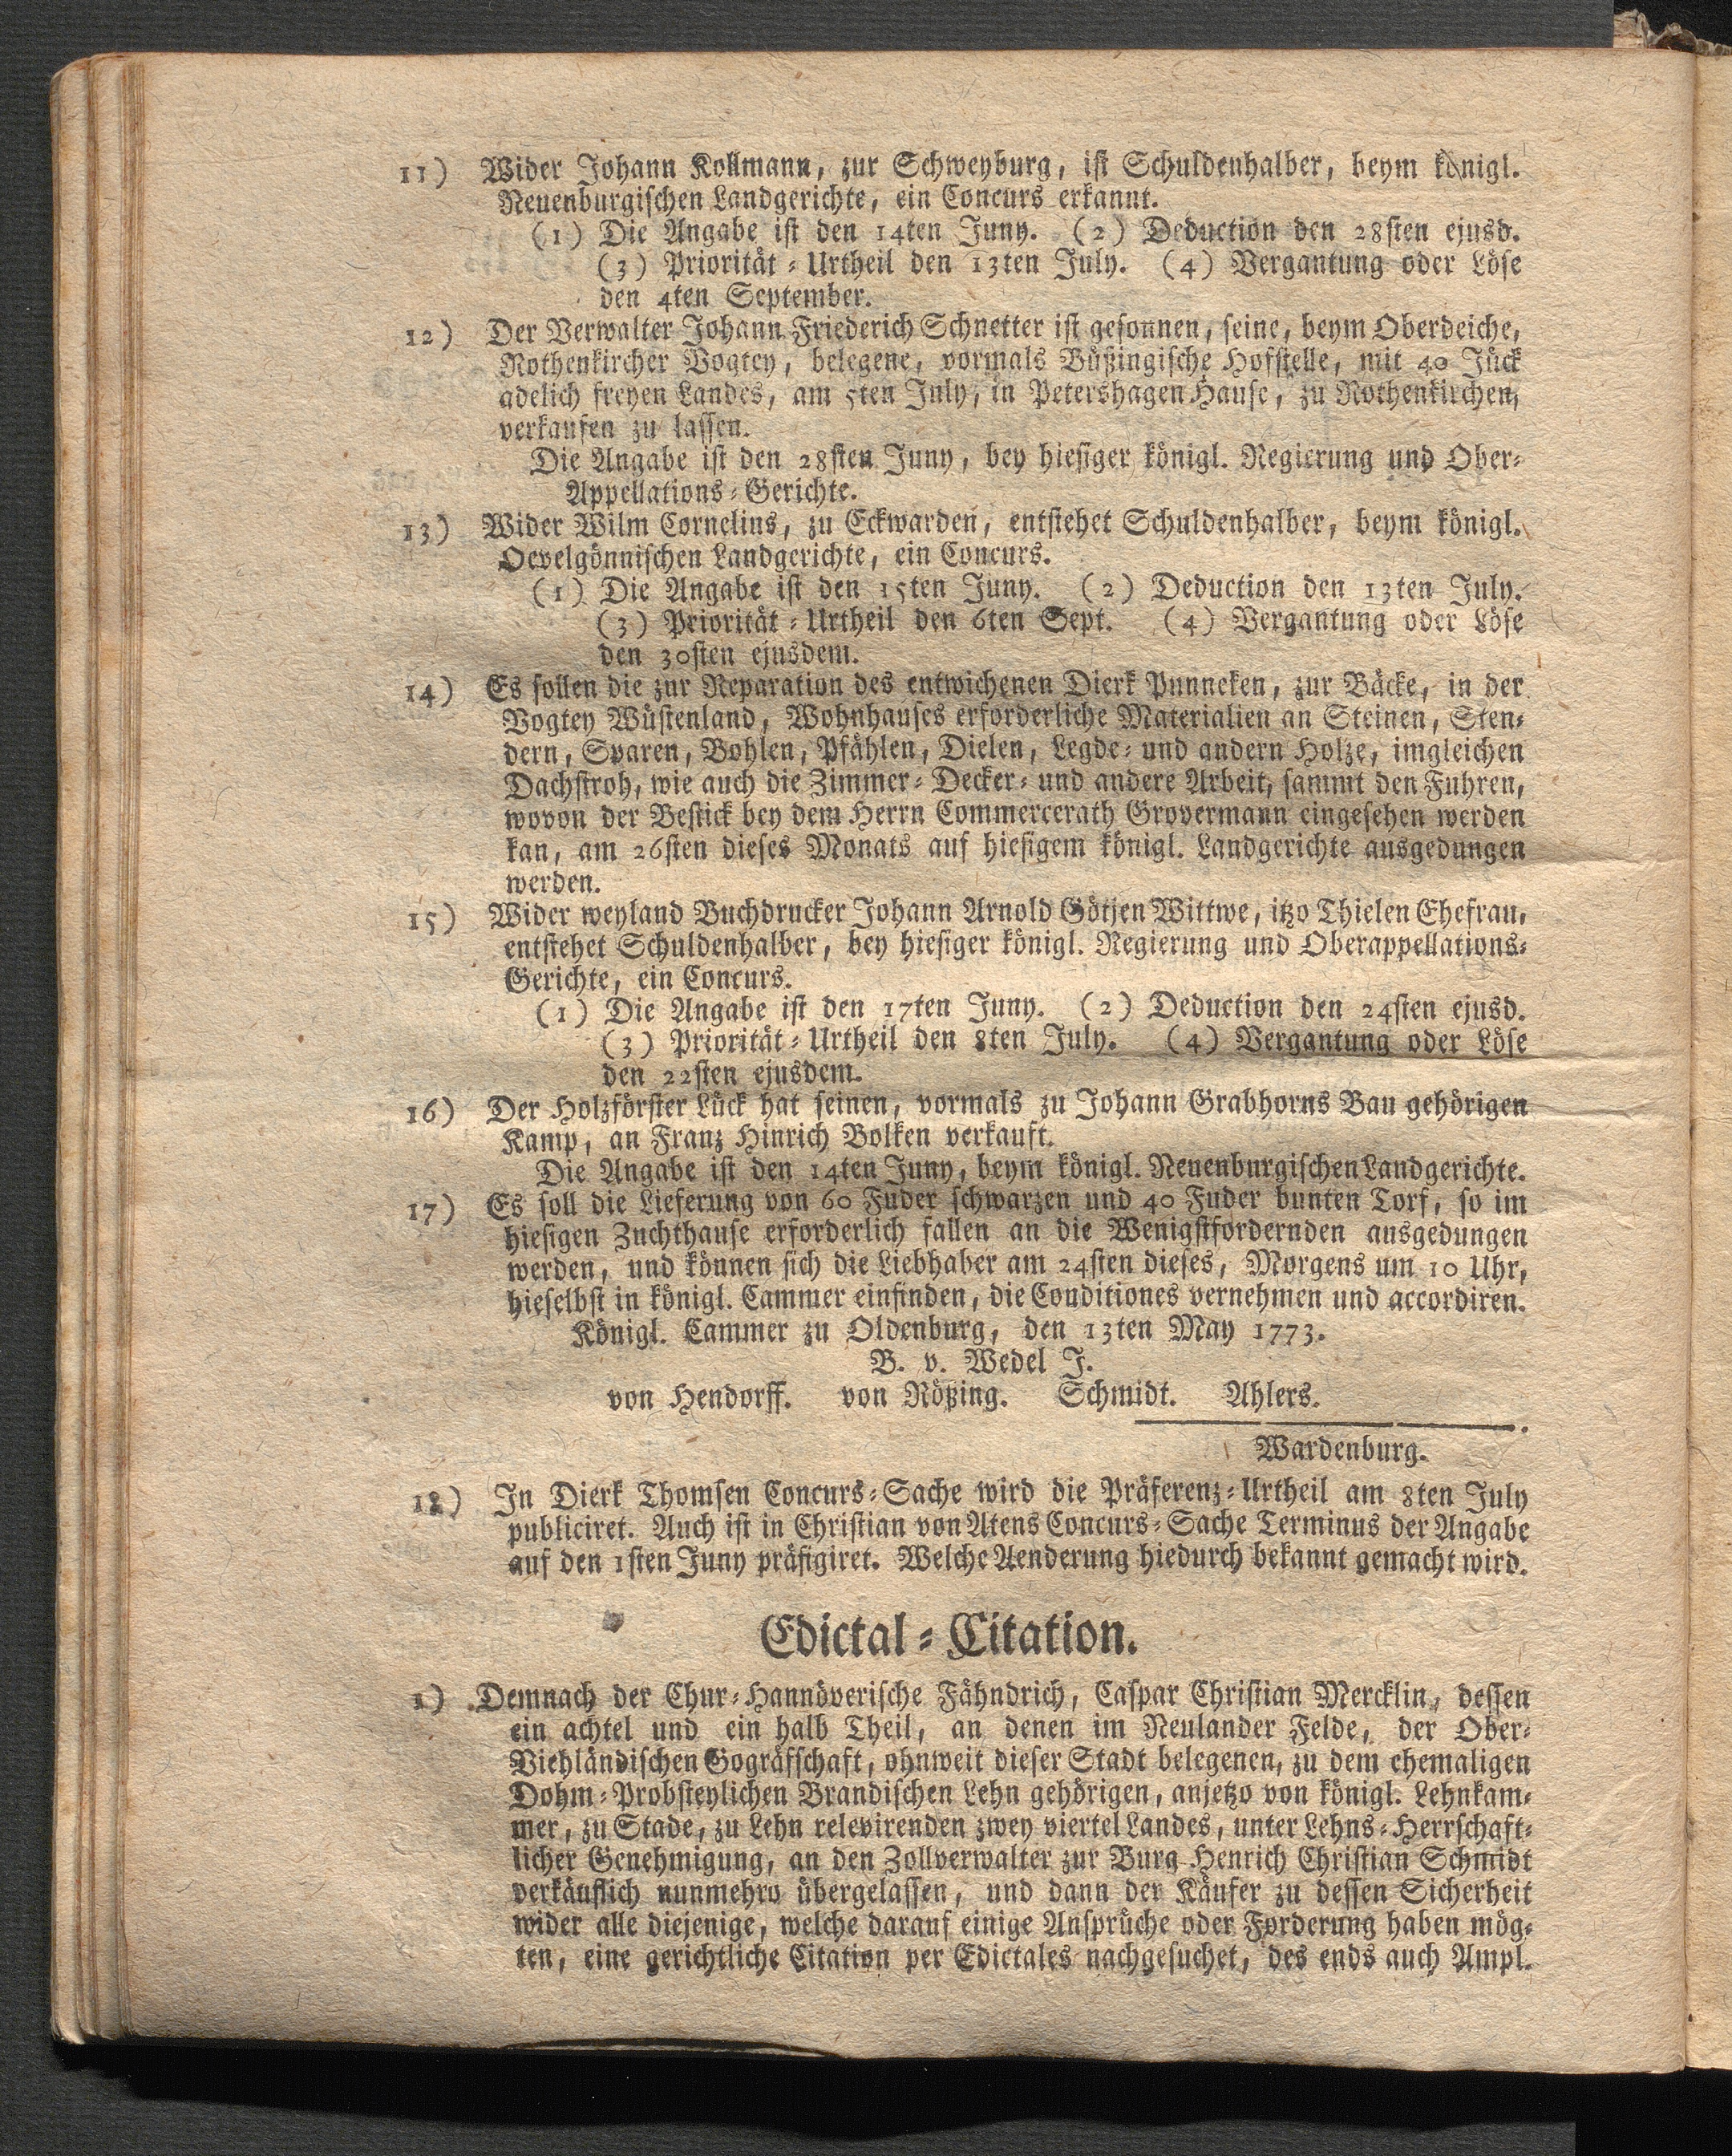 11) Wider Johann Kollmann, zur Schweyburg, ist Schuldenhalber, beym königl.
Neuenburgischen Landgerichte, ein Concurs erkannt.
(1) Die Angabe ist den 14ten Juny. (2) Deduction den 28sten ejusd.
(3) Priorität-Urtheil den 13ten July. (4) Vergantung oder Löse
den 4ten September.
12) Der Verwalter Johann Friederich Schnetter ist gesonnen, seine, beym Oberdeiche,
Rothenkircher Vogtey, belegene, vormals Büßingische Hofstelle, mit 40 Jück
adelich freyen Landes, am 5ten July, in Petershagen Hause, zu Rothenkirchen,
verkaufen zu lassen.
Die Angabe ist den 28sten Juny, bey hiesiger königl. Regierung und Ober-
Appellations-Gerichte.
13) Wider Wilm Cornelius, zu Eckwarden, entstehet Schuldenhalber, beym königl.
Oevelgönnischen Landgerichte, ein Concurs.
(1) Die Angabe ist den 15ten Juny. (2) Deduction den 13ten July.
(3) Priorität-Urtheil den 6ten Sept. (4) Vergantung oder Löse
den 30sten ejusdem.
14) Es sollen die zur Reparation des entwichenen Dierk Punncken, zur Bäcke, in der
Vogtey Wüstenland, Wohnhauses erforderliche Materialien an Steinen, Sten-
dern, Sparen, Bohlen, Pfählen, Dielen, Legde- und andern Holze, imgleichen
Dachstroh, wie auch die Zimmer-Decker- und andere Arbeit, sammt den Fuhren,
wovon der Bestick bey dem Herrn Commercerath Grovermann eingesehen werden
kan, am 26sten dieses Monats auf hiesigem königl. Landgerichte ausgedungen
werden.
15) Wider weyland Buchdrucker Johann Arnold Götjen Wittwe, itzo Thielen Ehefrau,
entstehet Schuldenhalber, bey hiesiger königl. Regierung und Oberappellations-
Gerichte, ein Concurs.
(1) Die Angabe ist den 17ten Juny. (2) Deduction den 24sten ejusd.
(3) Priorität-Urtheil den 8ten July. (4) Vergantung oder Löse
den 22sten ejusdem.
16) Der Holzförster Lück hat seinen, vormals zu Johann Grabhorns Bau gehörigen
Kamp, an Franz Hinrich Bolken verkauft.
Die Angabe ist den 14ten Juny, beym königl. Neuenburgischen Landgerichte.
17) Es soll die Lieferung von 60 Fuder schwarzen und 40 Fuder bunten Torf, so im
hiesigen Zuchthause erforderlich fallen an die Wenigstfordernden ausgedungen
werden, und können sich die Liebhaber am 24sten dieses, Morgens um 10 Uhr,
hieselbst in königl. Cammer einfinden, die Conditiones vernehmen und accordiren.
Königl. Cammer zu Oldenburg, den 13ten May 1773.
B. v. Wedel J.
von Hendorff. von Rößing. Schmidt. Ahlers.
Wardenburg.
18) In Dierk Thomsen Concurs-Sache wird die Präferenz-Urtheil am 8ten July
publiciret. Auch ist in Christian von Atens Concurs-Sache Terminus der Angabe
auf den 1sten Juny präfigiret. Welche Aenderung hiedurch bekannt gemacht wird.
Edictal-Citation.
1) Demnach der Chur-Hannöverische Fähndrich, Caspar Christian Mercklin, dessen
ein achtel und ein halb Theil, an denen im Neulander Felde, der Ober-
Viehländischen Gogräfschaft, ohnweit dieser Stadt belegenen, zu dem ehemaligen
Dohm-Probsteylichen Brandischen Lehn gehörigen, anjetzo von königl. Lehnkam-
mer, zu Stade, zu Lehn relevirenden zwey viertel Landes, unter Lehns-Herrschaft-
licher Genehmigung, an den Zollverwalter zur Burg Henrich Christian Schmidt
verkäuflich nunmehro übergelassen, und dann der Käufer zu dessen Sicherheit
wider alle diejenige, welche darauf einige Ansprüche oder Forderung haben mög-
ten, eine gerichtliche Citation per Edictales nachgesuchet, des ends auch Ampl.